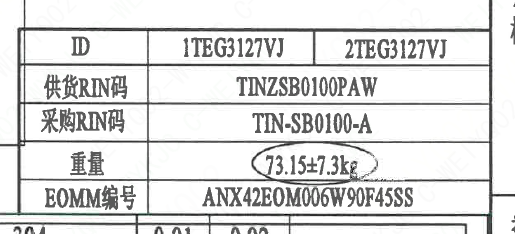 ID 1TEG3127VJ 2TEG3127VJ
供货RIN码 TINZSB0100PAW
采购RIN码 TIN-SB0100-A
重量 73.15±7.3kg
EOMM编号 ANX42EOM006W90F45SS